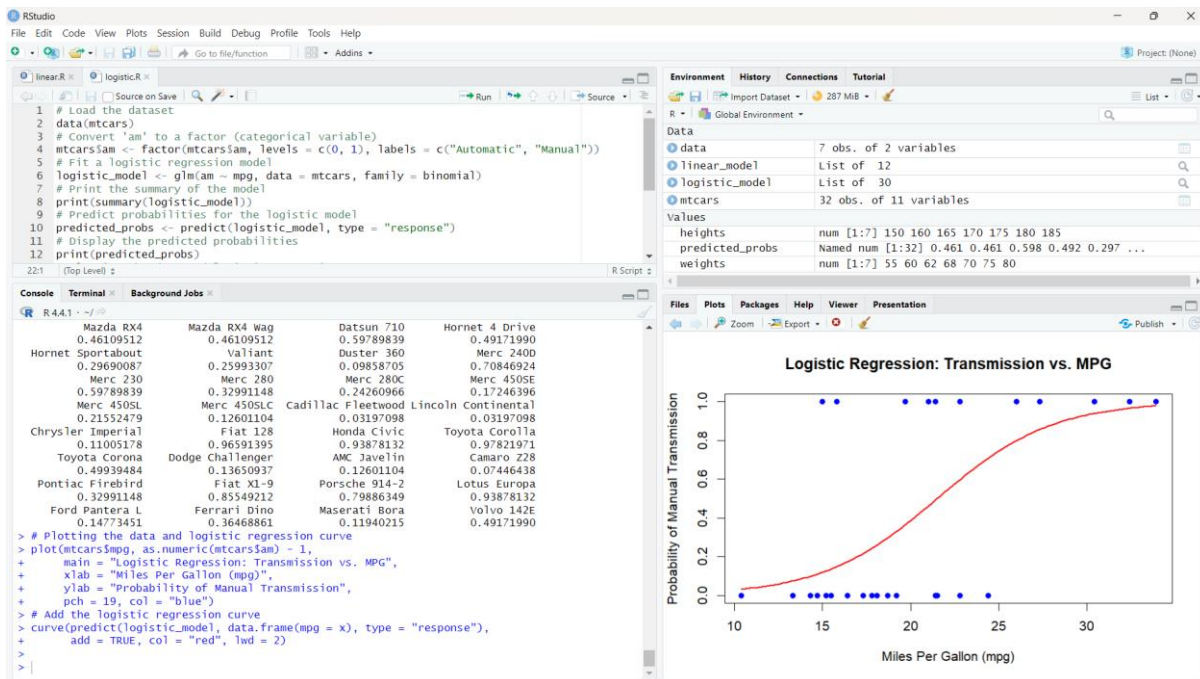 RStudio
File Edit Code View Plots Session Build Debug Profile Tools Help
Go to file/function
Addins
Project: (None)
linear.R
logistic.R
Source on Save
Run
Source
1 # Load the dataset
2 data(mtcars)
3 # Convert 'am' to a factor (categorical variable)
4 mtcars$am <- factor(mtcars$am, levels = c(0, 1), labels = c("Automatic", "Manual"))
5 # Fit a logistic regression model
6 logistic_model <- glm(am ~ mpg, data = mtcars, family = binomial)
7 # Print the summary of the model
8 print(summary(logistic_model))
9 # Predict probabilities for the logistic model
10 predicted_probs <- predict(logistic_model, type = "response")
11 # Display the predicted probabilities
12 print(predicted_probs)
22:1 (Top Level) R Script
Console Terminal Background Jobs
R 4.4.1 · ~/
Mazda RX4 Mazda RX4 Wag Datsun 710 Hornet 4 Drive
0.46109512 0.46109512 0.59789839 0.49171990
Hornet Sportabout Valiant Duster 360 Merc 240D
0.29690087 0.25993307 0.09858705 0.70846924
Merc 230 Merc 280 Merc 280C Merc 450SE
0.59789839 0.32991148 0.24260966 0.17246396
Merc 450SL Merc 450SLC Cadillac Fleetwood Lincoln Continental
0.21552479 0.12601104 0.03197098 0.03197098
Chrysler Imperial Fiat 128 Honda Civic Toyota Corolla
0.11005178 0.96591395 0.93878132 0.97821971
Toyota Corona Dodge Challenger AMC Javelin Camaro Z28
0.49939484 0.13650937 0.12601104 0.07446438
Pontiac Firebird Fiat X1-9 Porsche 914-2 Lotus Europa
0.32991148 0.85549212 0.79886349 0.93878132
Ford Pantera L Ferrari Dino Maserati Bora Volvo 142E
0.14773451 0.36468861 0.11940215 0.49171990
> # Plotting the data and logistic regression curve
> plot(mtcars$mpg, as.numeric(mtcars$am) - 1,
+ main = "Logistic Regression: Transmission vs. MPG",
+ xlab = "Miles Per Gallon (mpg)",
+ ylab = "Probability of Manual Transmission",
+ pch = 19, col = "blue")
> # Add the logistic regression curve
> curve(predict(logistic_model, data.frame(mpg = x), type = "response"),
+ add = TRUE, col = "red", lwd = 2)
>
>
Environment History Connections Tutorial
Import Dataset 287 MiB List
R Global Environment
Data
data 7 obs. of 2 variables
linear_model List of 12
logistic_model List of 30
mtcars 32 obs. of 11 variables
Values
heights num [1:7] 150 160 165 170 175 180 185
predicted_probs Named num [1:32] 0.461 0.461 0.598 0.492 0.297 ...
weights num [1:7] 55 60 62 68 70 75 80
Files Plots Packages Help Viewer Presentation
Zoom Export Publish
Logistic Regression: Transmission vs. MPG
Probability of Manual Transmission
1.0
0.8
0.6
0.4
0.2
0.0
10 15 20 25 30
Miles Per Gallon (mpg)